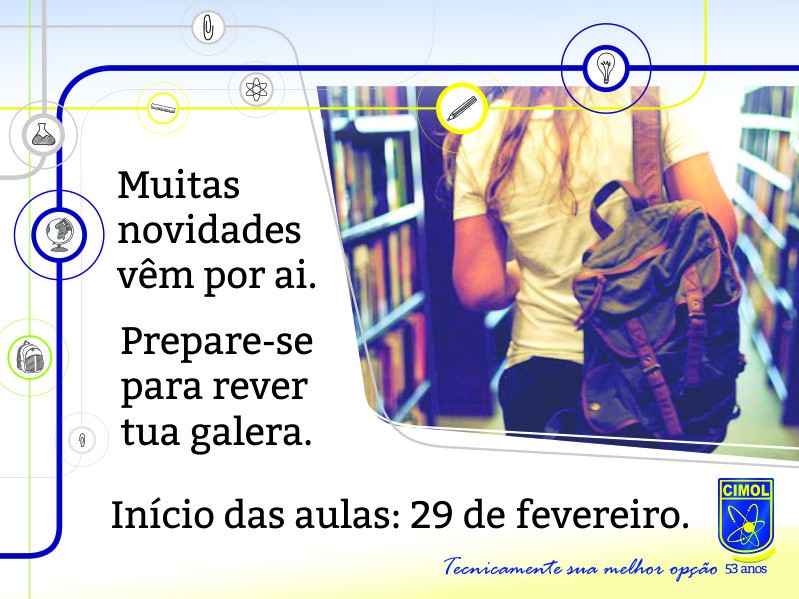 Muitas
novidades
vêm por ai.
Prepare-se
para rever
tua galera.
Início das aulas: 29 de fevereiro.
CIMOL
Tecnicamente sua melhor opção 53 anos